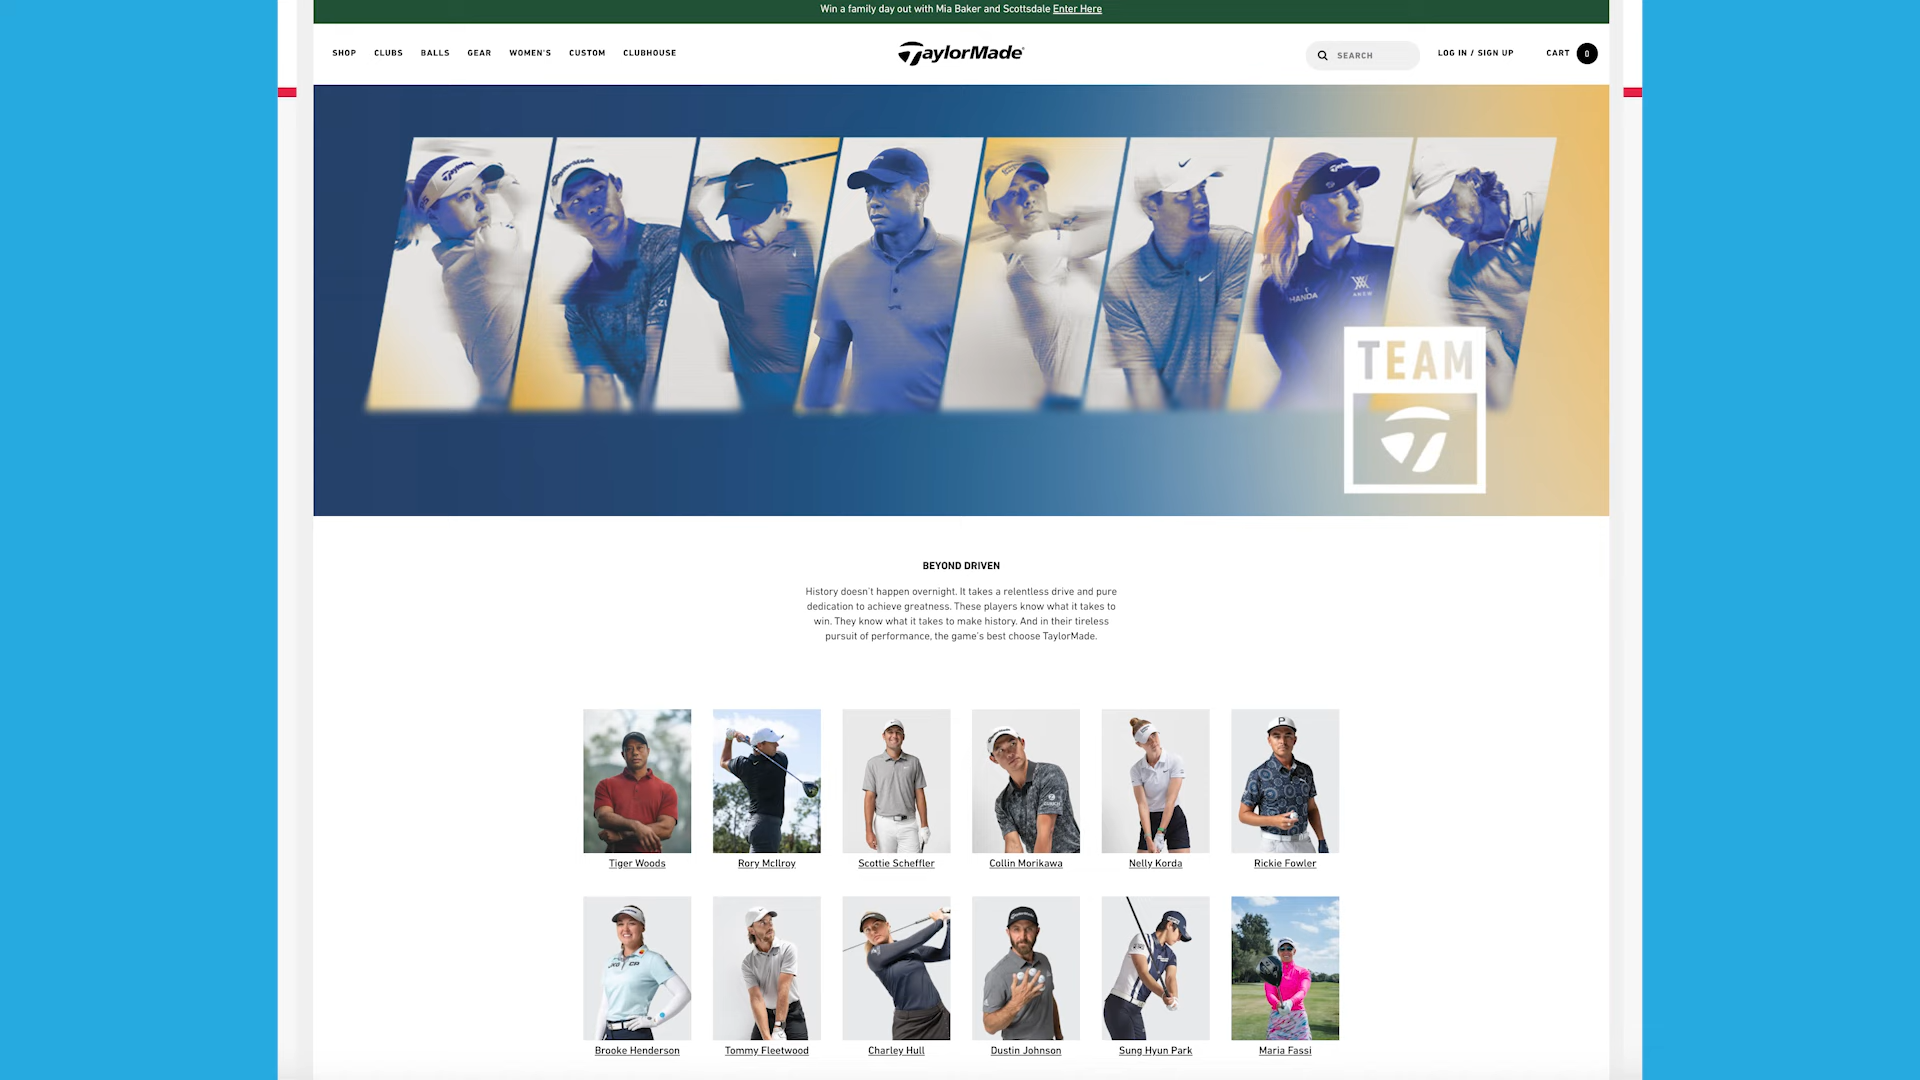 Win a family day out with Mia Baker and Scottsdale Enter Here
SHOP CLUBS BALLS GEAR WOMEN'S CUSTOM CLUBHOUSE
TaylorMade
SEARCH
LOG IN / SIGN UP
CART 0
TaylorMade
TaylorMade
HANDA
ANEW
TEAM
BEYOND DRIVEN
History doesn't happen overnight. It takes a relentless drive and pure
dedication to achieve greatness. These players know what it takes to
win. They know what it takes to make history. And in their tireless
pursuit of performance, the game's best choose TaylorMade.
P
Tiger Woods Rory McIlroy Scottie Scheffler Collin Morikawa Nelly Korda Rickie Fowler
Brooke Henderson Tommy Fleetwood Charley Hull Dustin Johnson Sung Hyun Park Maria Fassi